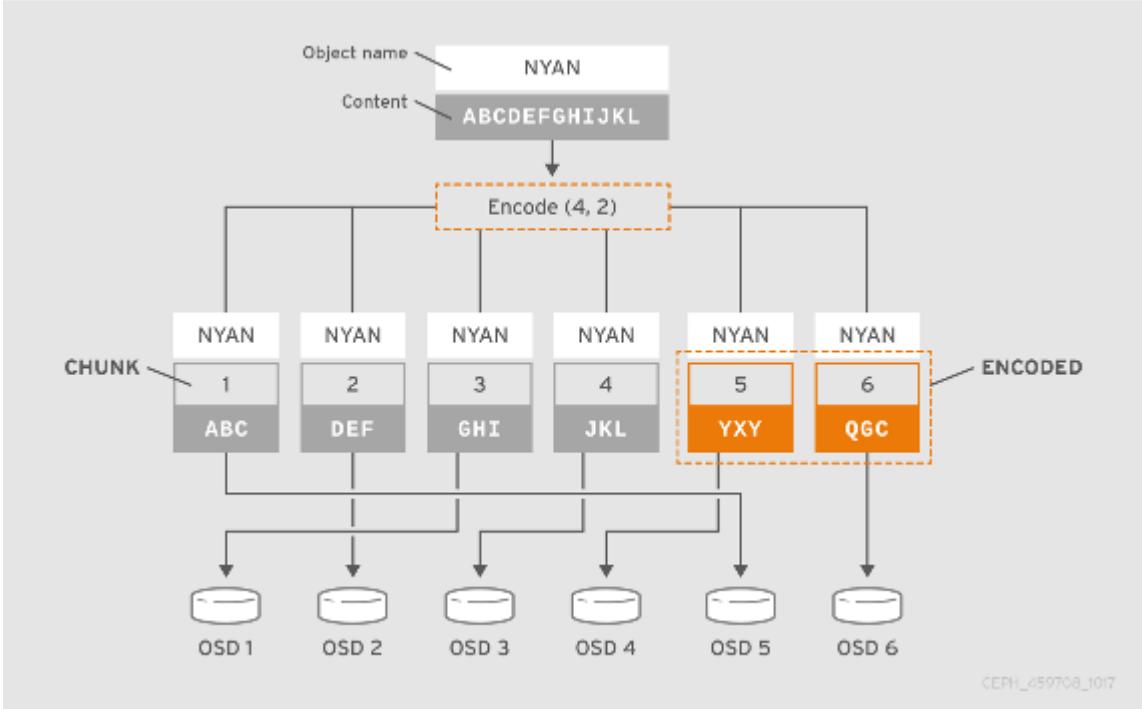 Object name
NYAN
Content
ABCDEFGHIJKL
Encode (4, 2)
NYAN NYAN NYAN NYAN NYAN NYAN
CHUNK 1 2 3 4 5 6 ENCODED
ABC DEF GHI JKL YXY QGC
OSD 1 OSD 2 OSD 3 OSD 4 OSD 5 OSD 6
CEPH_459708_1017